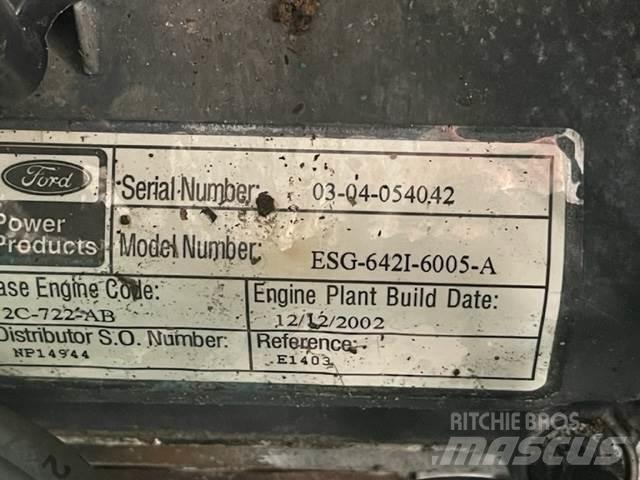 Ford
Power
Products
Serial Number: 03-04-054042
Model Number: ESG-642I-6005-A
ase Engine Code:
2C-722-AB
Engine Plant Build Date:
12/12/2002
Distributor S.O. Number:
NP14944
Reference:
E1403
2
RITCHIE BROS.
MASCUS